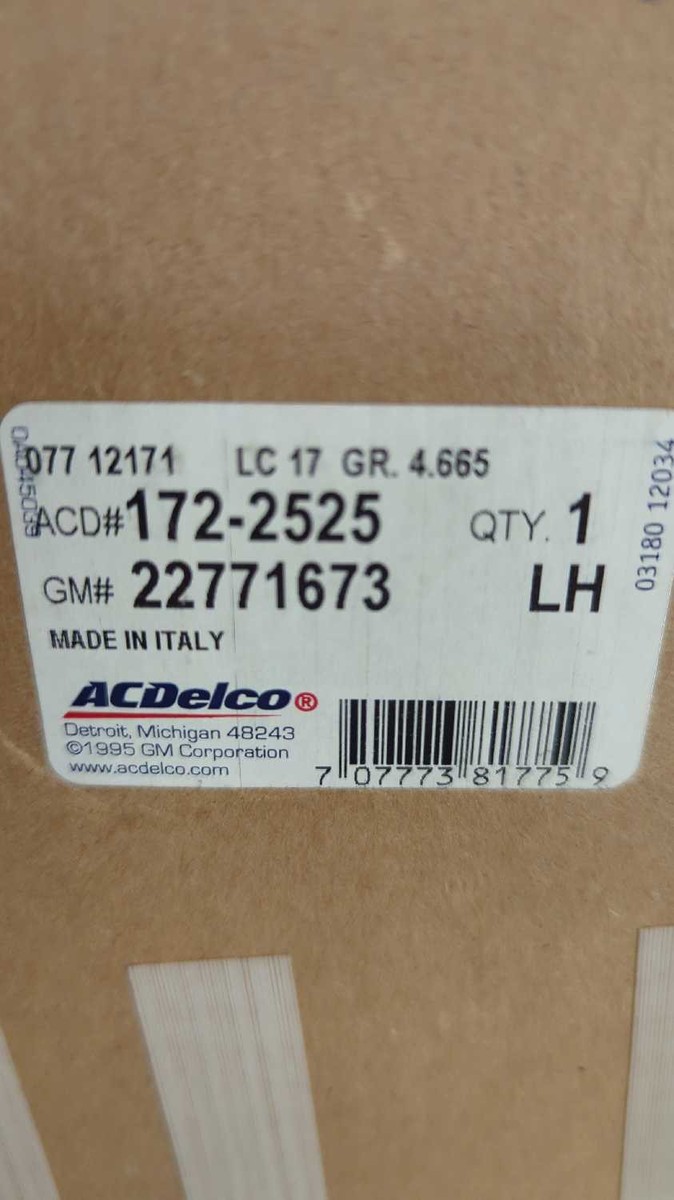 077 12171 LC 17 GR. 4.665
ACD# 172-2525 QTY. 1
GM# 22771673 LH
MADE IN ITALY
ACDelco®
Detroit, Michigan 48243
©1995 GM Corporation
www.acdelco.com
7 07773 81775 9
03180 12034